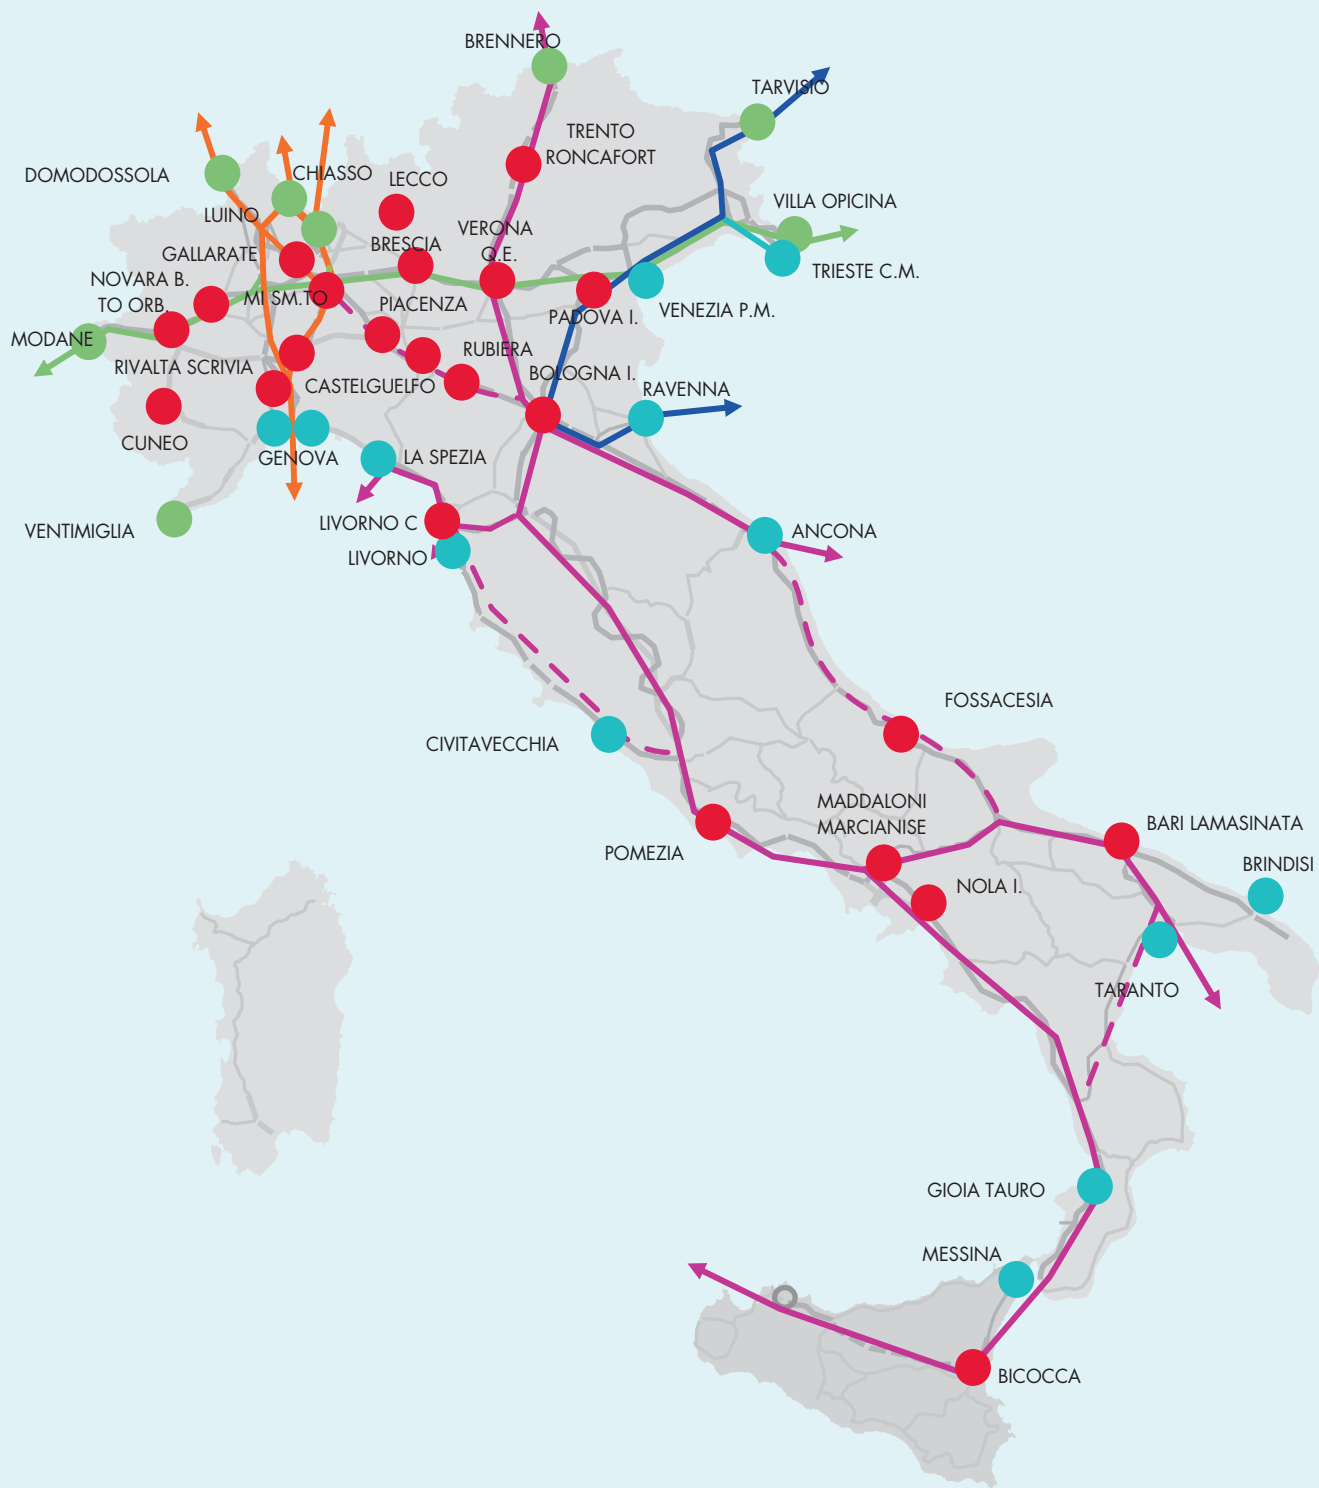 BRENNERO
TARVISIO
TRENTO
RONCAFORT
DOMODOSSOLA
CHIASSO
LECCO
LUINO
VILLA OPICINA
VERONA
Q.E.
BRESCIA
GALLARATE
TRIESTE C.M.
NOVARA B.
TO ORB.
MI SM.TO
PIACENZA
PADOVA I.
VENEZIA P.M.
MODANE
RIVALTA SCRIVIA
RUBIERA
CASTELGUELFO
BOLOGNA I.
RAVENNA
CUNEO
GENOVA
LA SPEZIA
VENTIMIGLIA
LIVORNO C
LIVORNO
ANCONA
FOSSACESIA
CIVITAVECCHIA
MADDALONI
MARCIANISE
BARI LAMASINATA
POMEZIA
BRINDISI
NOLA I.
TARANTO
GIOIA TAURO
MESSINA
BICOCCA